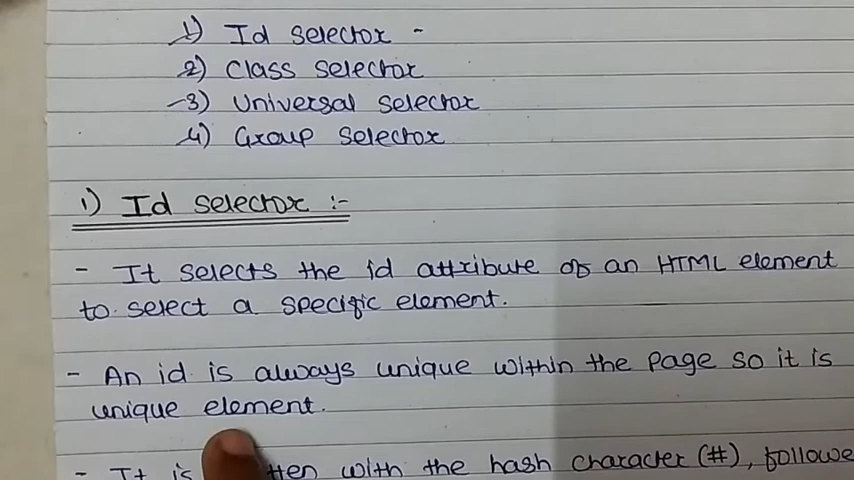 1) Id selector -
2) Class selector
-3) Universal selector
4) Group selector
1) Id selector :-
- It selects the id attribute of an HTML element
to select a specific element.
- An id is always unique within the page so it is
unique element.
- It is with the hash character (#), followe